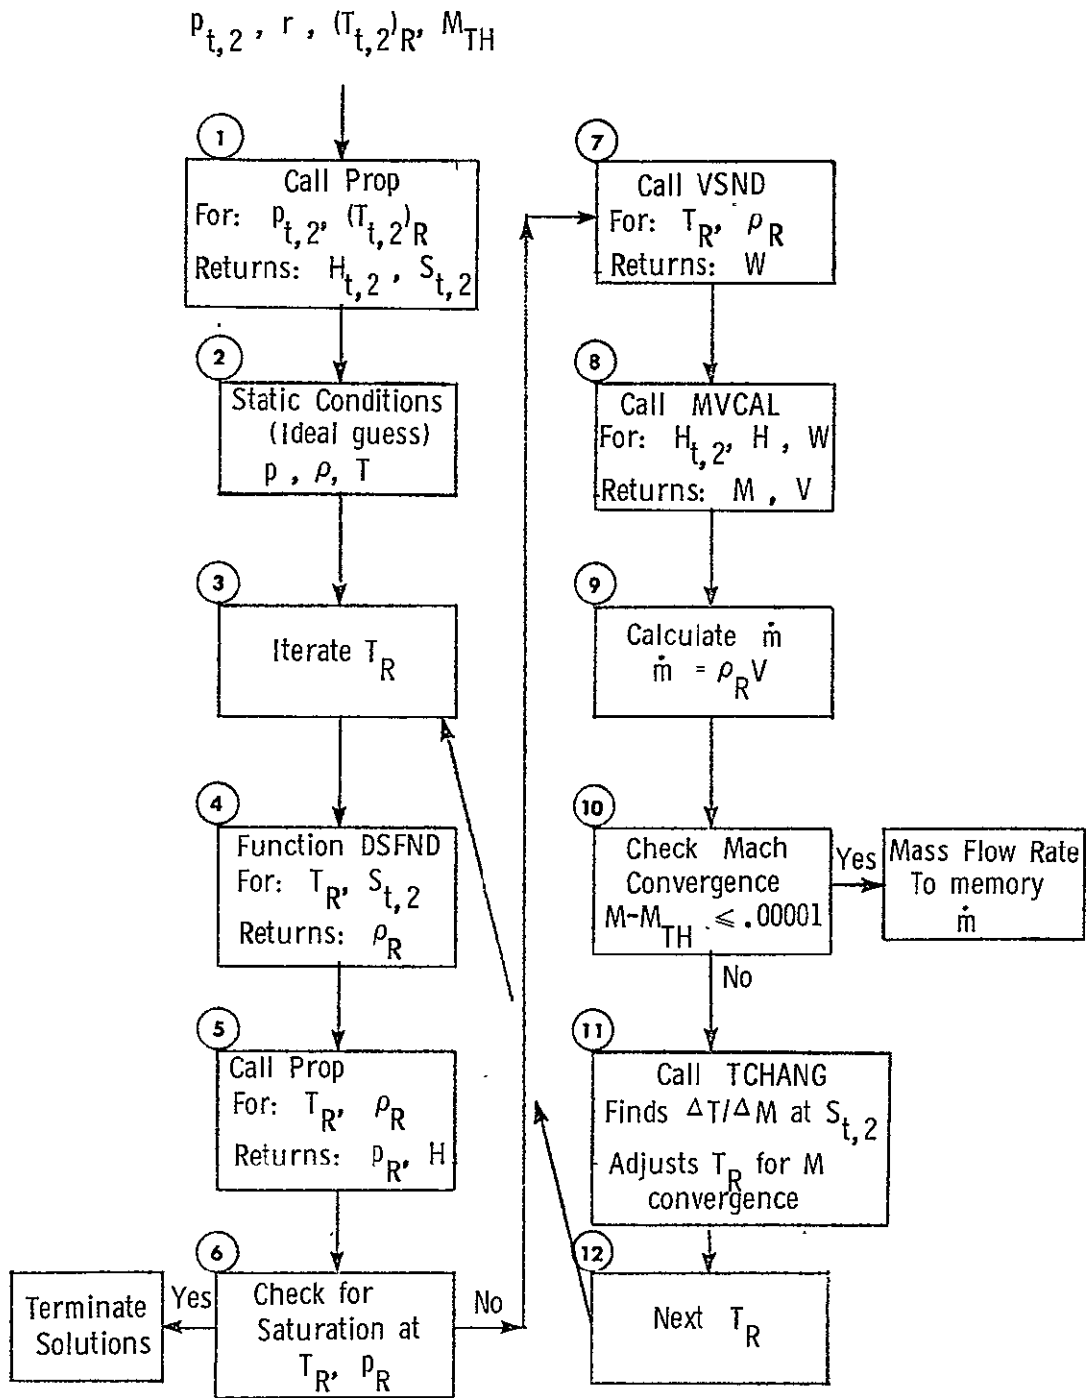 p_t,2 , r , (T_t,2)_R, M_TH
1
Call Prop
For: p_t,2, (T_t,2)_R
Returns: H_t,2 , S_t,2
2
Static Conditions
(Ideal guess)
p , ρ, T
3
Iterate T_R
4
Function DSFND
For: T_R, S_t,2
Returns: ρ_R
5
Call Prop
For: T_R, ρ_R
Returns: p_R, H
6
Check for
Saturation at
T_R, p_R
Yes
Terminate
Solutions
No
7
Call VSND
For: T_R, ρ_R
Returns: W
8
Call MVCAL
For: H_t,2, H , W
Returns: M , V
9
Calculate ṁ
ṁ = ρ_R V
10
Check Mach
Convergence
M-M_TH ≤ .00001
Yes
Mass Flow Rate
To memory
ṁ
No
11
Call TCHANG
Finds ΔT/ΔM at S_t,2
Adjusts T_R for M
convergence
12
Next T_R